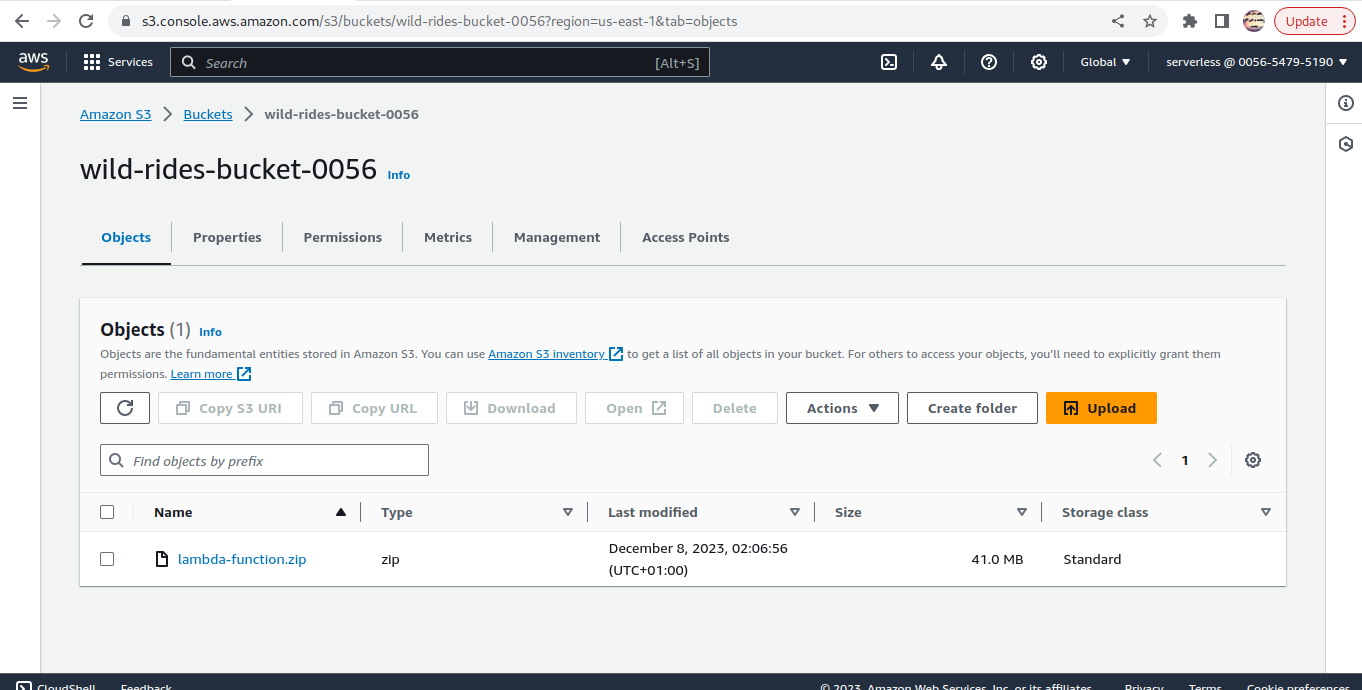 s3.console.aws.amazon.com/s3/buckets/wild-rides-bucket-0056?region=us-east-1&tab=objects
Update
aws
Services
Search
[Alt+S]
Global
serverless @ 0056-5479-5190
Amazon S3
Buckets
wild-rides-bucket-0056
wild-rides-bucket-0056
Info
Objects
Properties
Permissions
Metrics
Management
Access Points
Objects (1)
Info
Objects are the fundamental entities stored in Amazon S3. You can use Amazon S3 inventory to get a list of all objects in your bucket. For others to access your objects, you'll need to explicitly grant them
permissions. Learn more
Copy S3 URI
Copy URL
Download
Open
Delete
Actions
Create folder
Upload
Find objects by prefix
1
Name
Type
Last modified
Size
Storage class
lambda-function.zip
zip
December 8, 2023, 02:06:56
(UTC+01:00)
41.0 MB
Standard
CloudShell
Feedback
© 2023, Amazon Web Services, Inc. or its affiliates.
Privacy
Terms
Cookie preferences